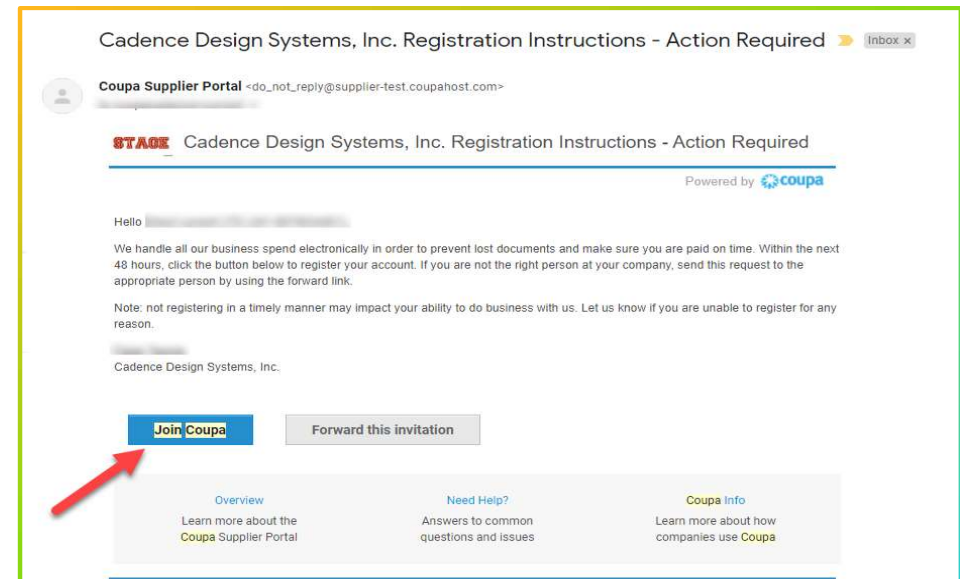 Cadence Design Systems, Inc. Registration Instructions - Action Required Inbox x
Coupa Supplier Portal <do_not_reply@supplier-test.coupahost.com>
STAGE Cadence Design Systems, Inc. Registration Instructions - Action Required
Powered by coupa
Hello
We handle all our business spend electronically in order to prevent lost documents and make sure you are paid on time. Within the next
48 hours, click the button below to register your account. If you are not the right person at your company, send this request to the
appropriate person by using the forward link.
Note: not registering in a timely manner may impact your ability to do business with us. Let us know if you are unable to register for any
reason.
Cadence Design Systems, Inc.
Join Coupa Forward this invitation
Overview Need Help? Coupa Info
Learn more about the Answers to common Learn more about how
Coupa Supplier Portal questions and issues companies use Coupa